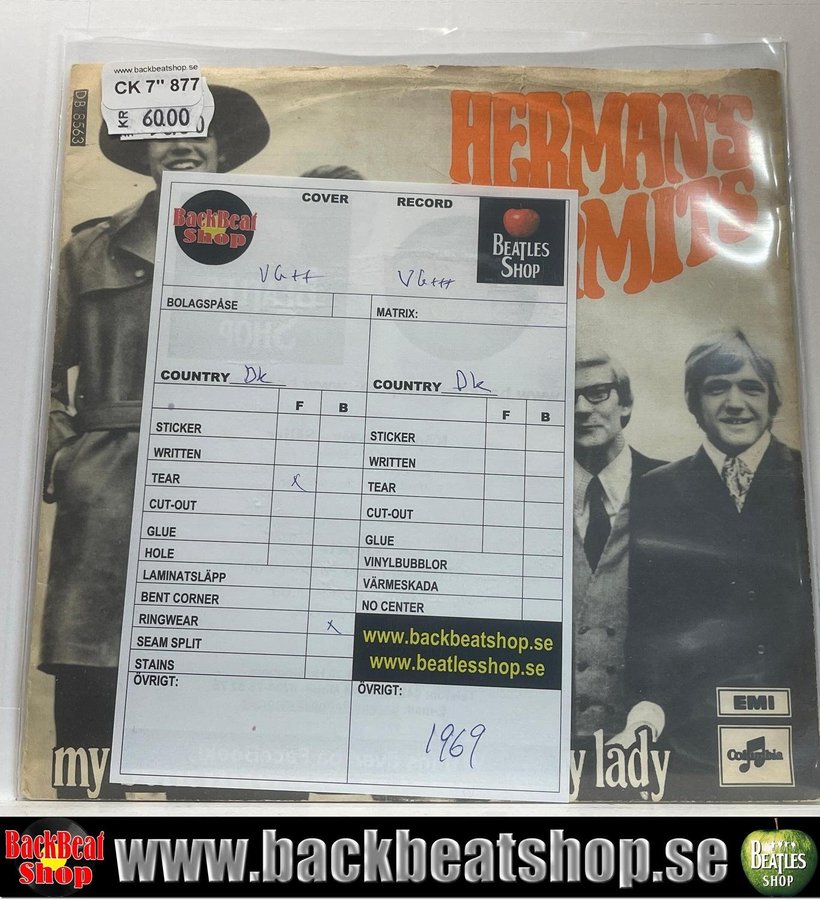 www.backbeatshop.se
CK 7" 877
KR 60.00
DB 8563
HERMAN'S
RMITS
BackBeat
Shop
COVER
RECORD
BEATLES
SHOP
VG++
VG+++
BOLAGSPÅSE
MATRIX:
COUNTRY Dk
COUNTRY Dk
F B
F B
STICKER
STICKER
WRITTEN
WRITTEN
TEAR x
TEAR
CUT-OUT
CUT-OUT
GLUE
GLUE
HOLE
VINYLBUBBLOR
LAMINATSLÄPP
VÄRMESKADA
BENT CORNER
NO CENTER
RINGWEAR x
SEAM SPLIT
STAINS
www.backbeatshop.se
www.beatlesshop.se
ÖVRIGT:
ÖVRIGT:
1969
EMI
Columbia
my
y lady
BackBeat
Shop
www.backbeatshop.se
BEATLES
SHOP